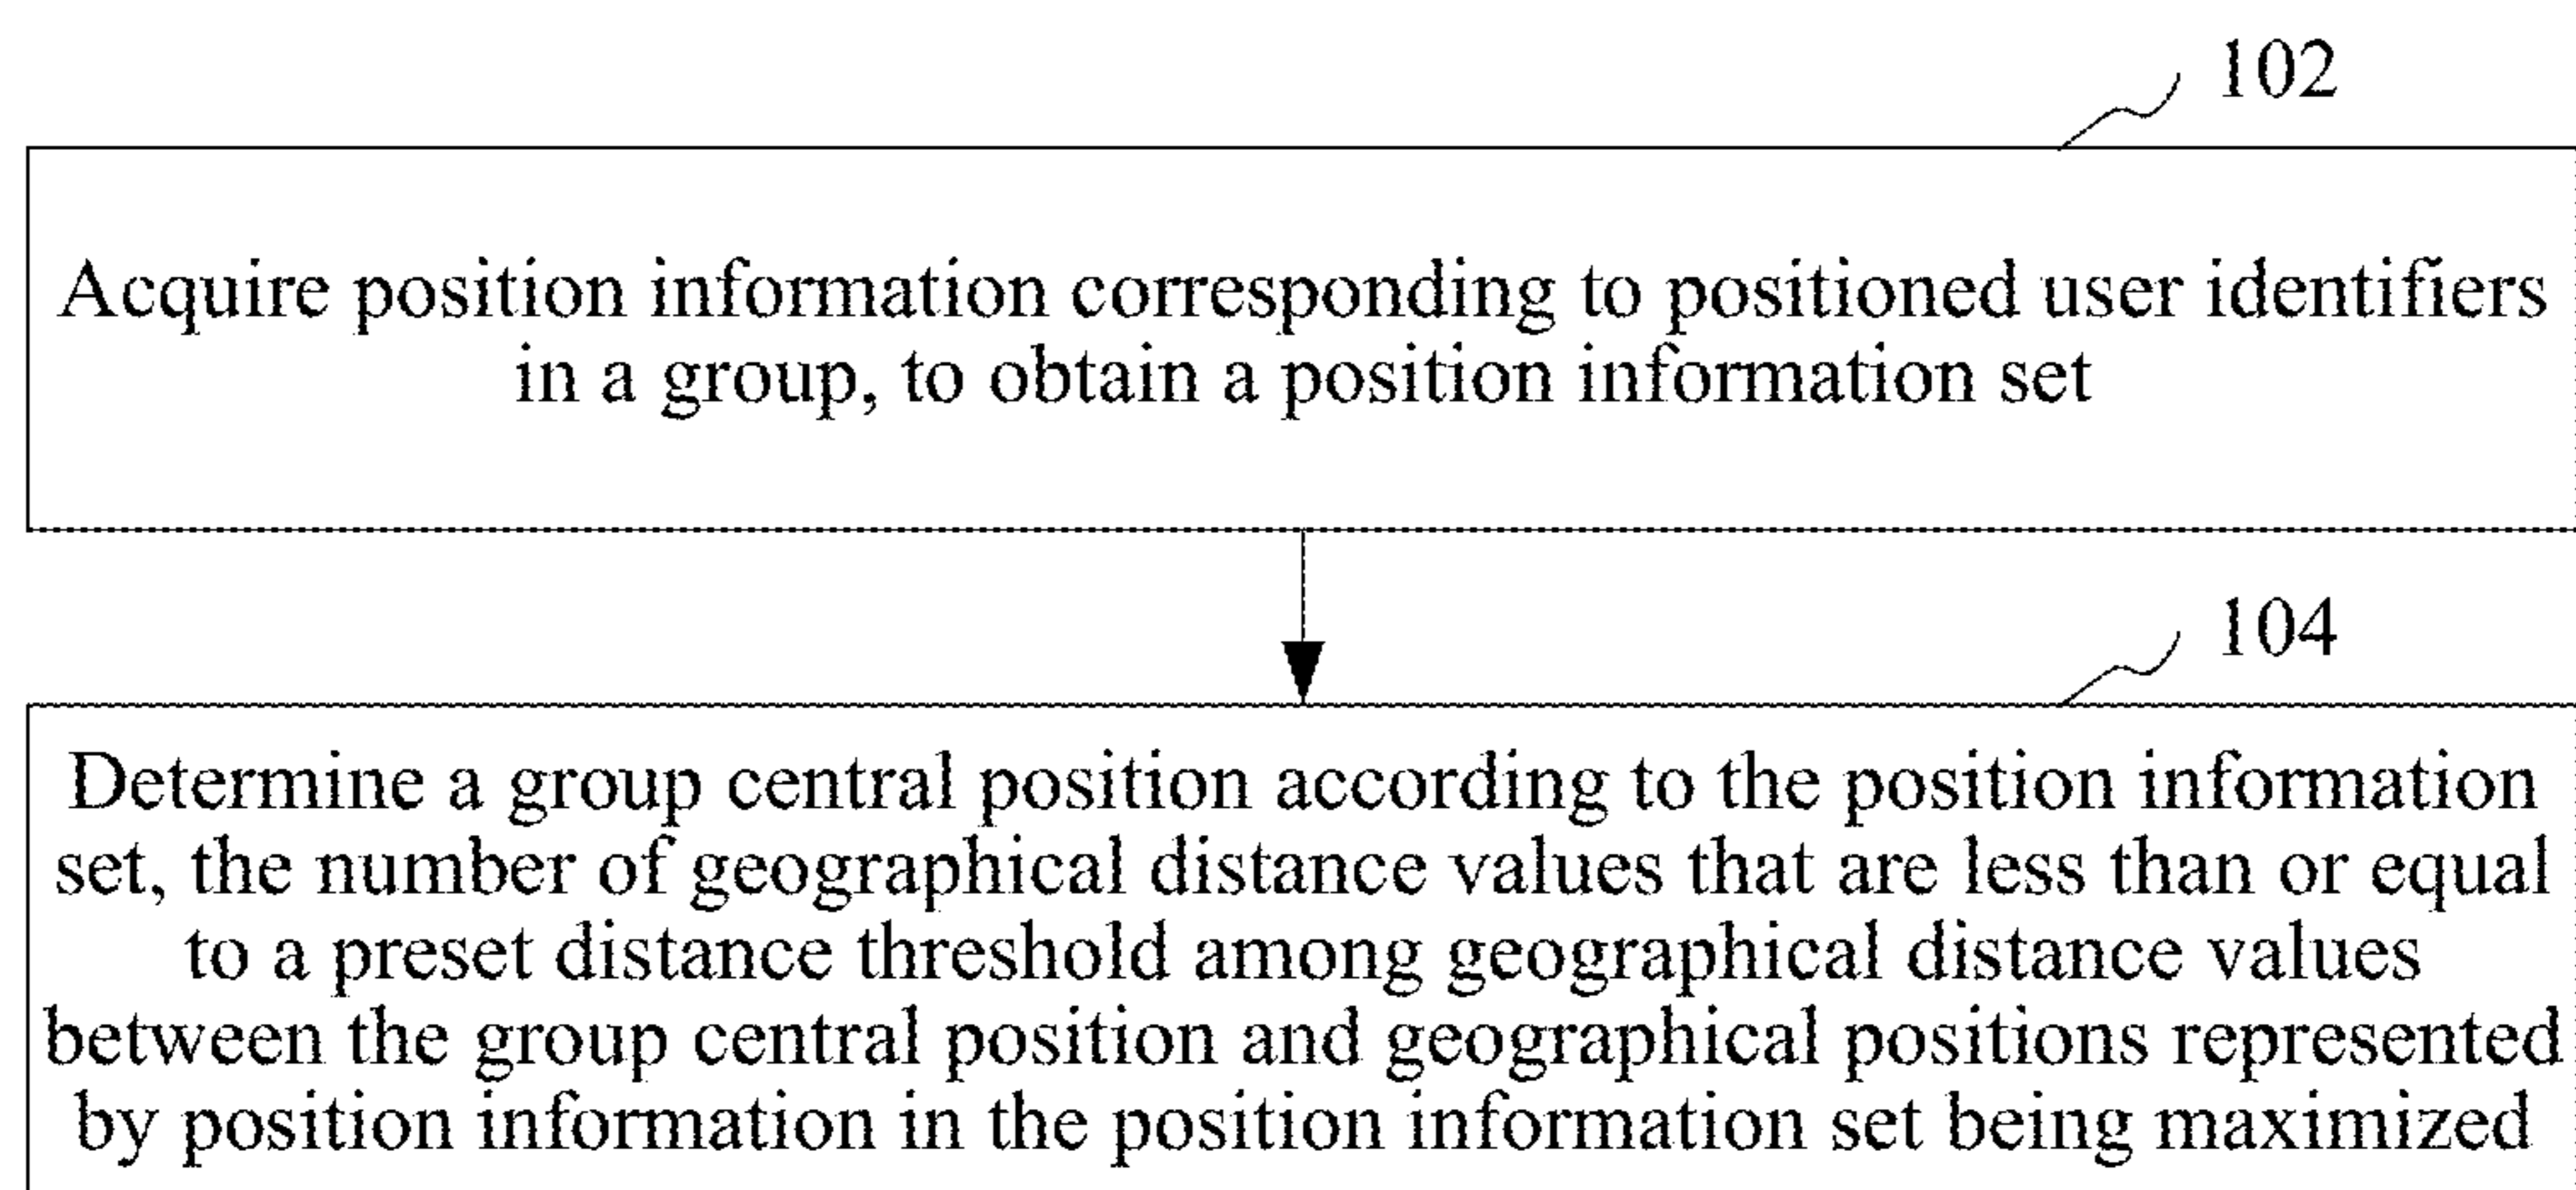 102
Acquire position information corresponding to positioned user identifiers
in a group, to obtain a position information set
104
Determine a group central position according to the position information
set, the number of geographical distance values that are less than or equal
to a preset distance threshold among geographical distance values
between the group central position and geographical positions represented
by position information in the position information set being maximized